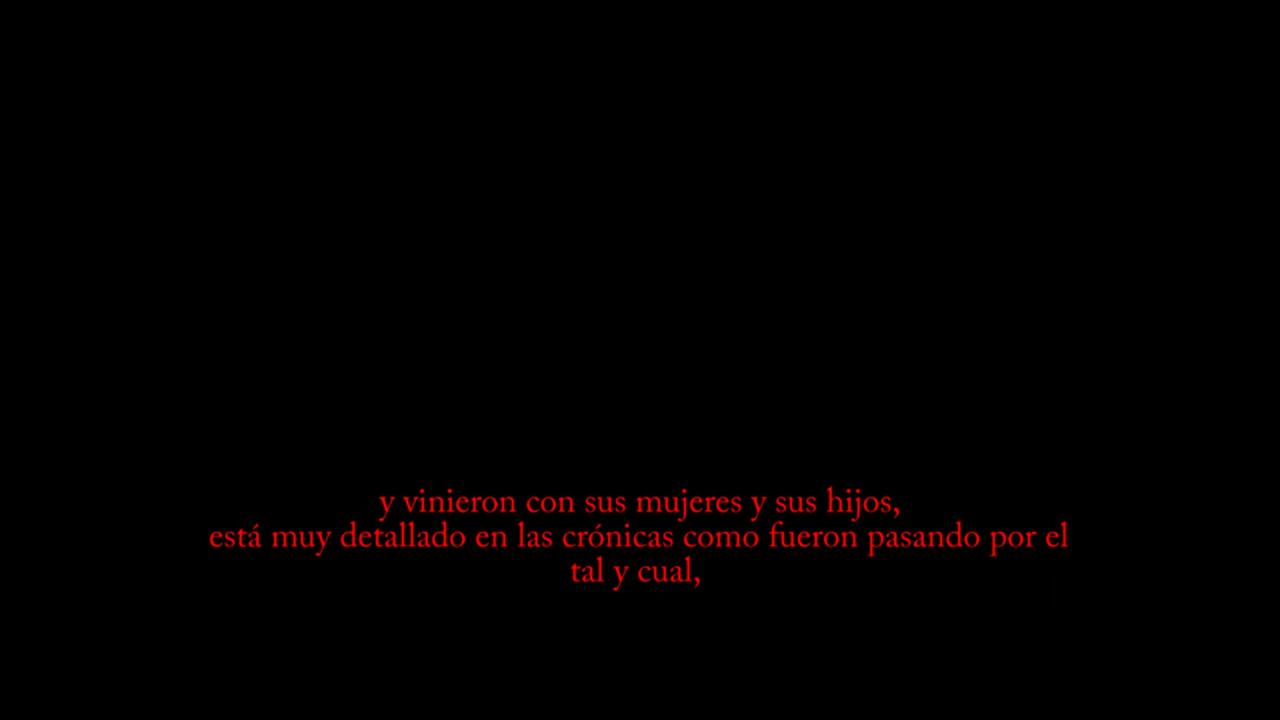 y vinieron con sus mujeres y sus hijos,
está muy detallado en las crónicas como fueron pasando por el
tal y cual,